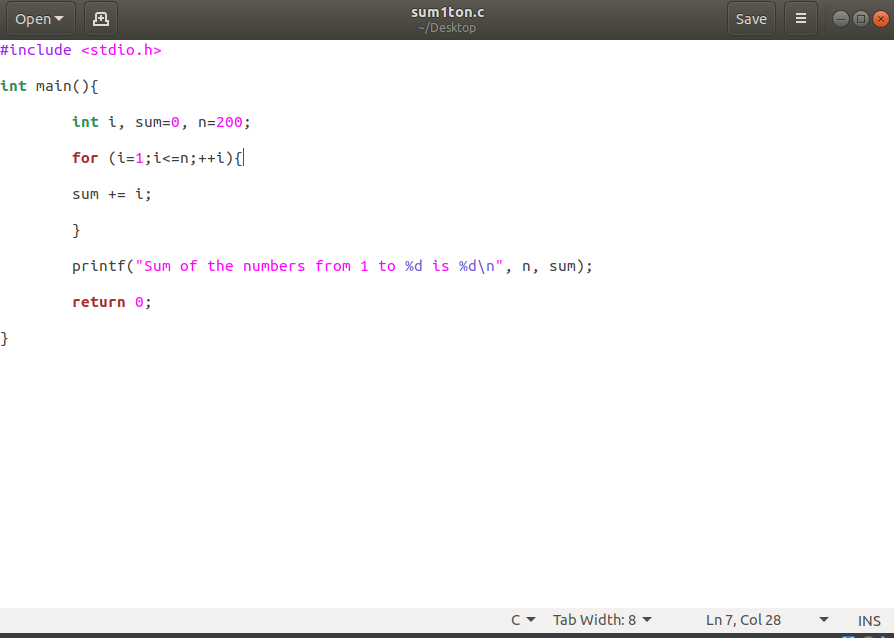 Open
sum1ton.c
~/Desktop
Save
#include <stdio.h>
int main(){
int i, sum=0, n=200;
for (i=1;i<=n;++i){
sum += i;
}
printf("Sum of the numbers from 1 to %d is %d\n", n, sum);
return 0;
}
C Tab Width: 8 Ln 7, Col 28 INS